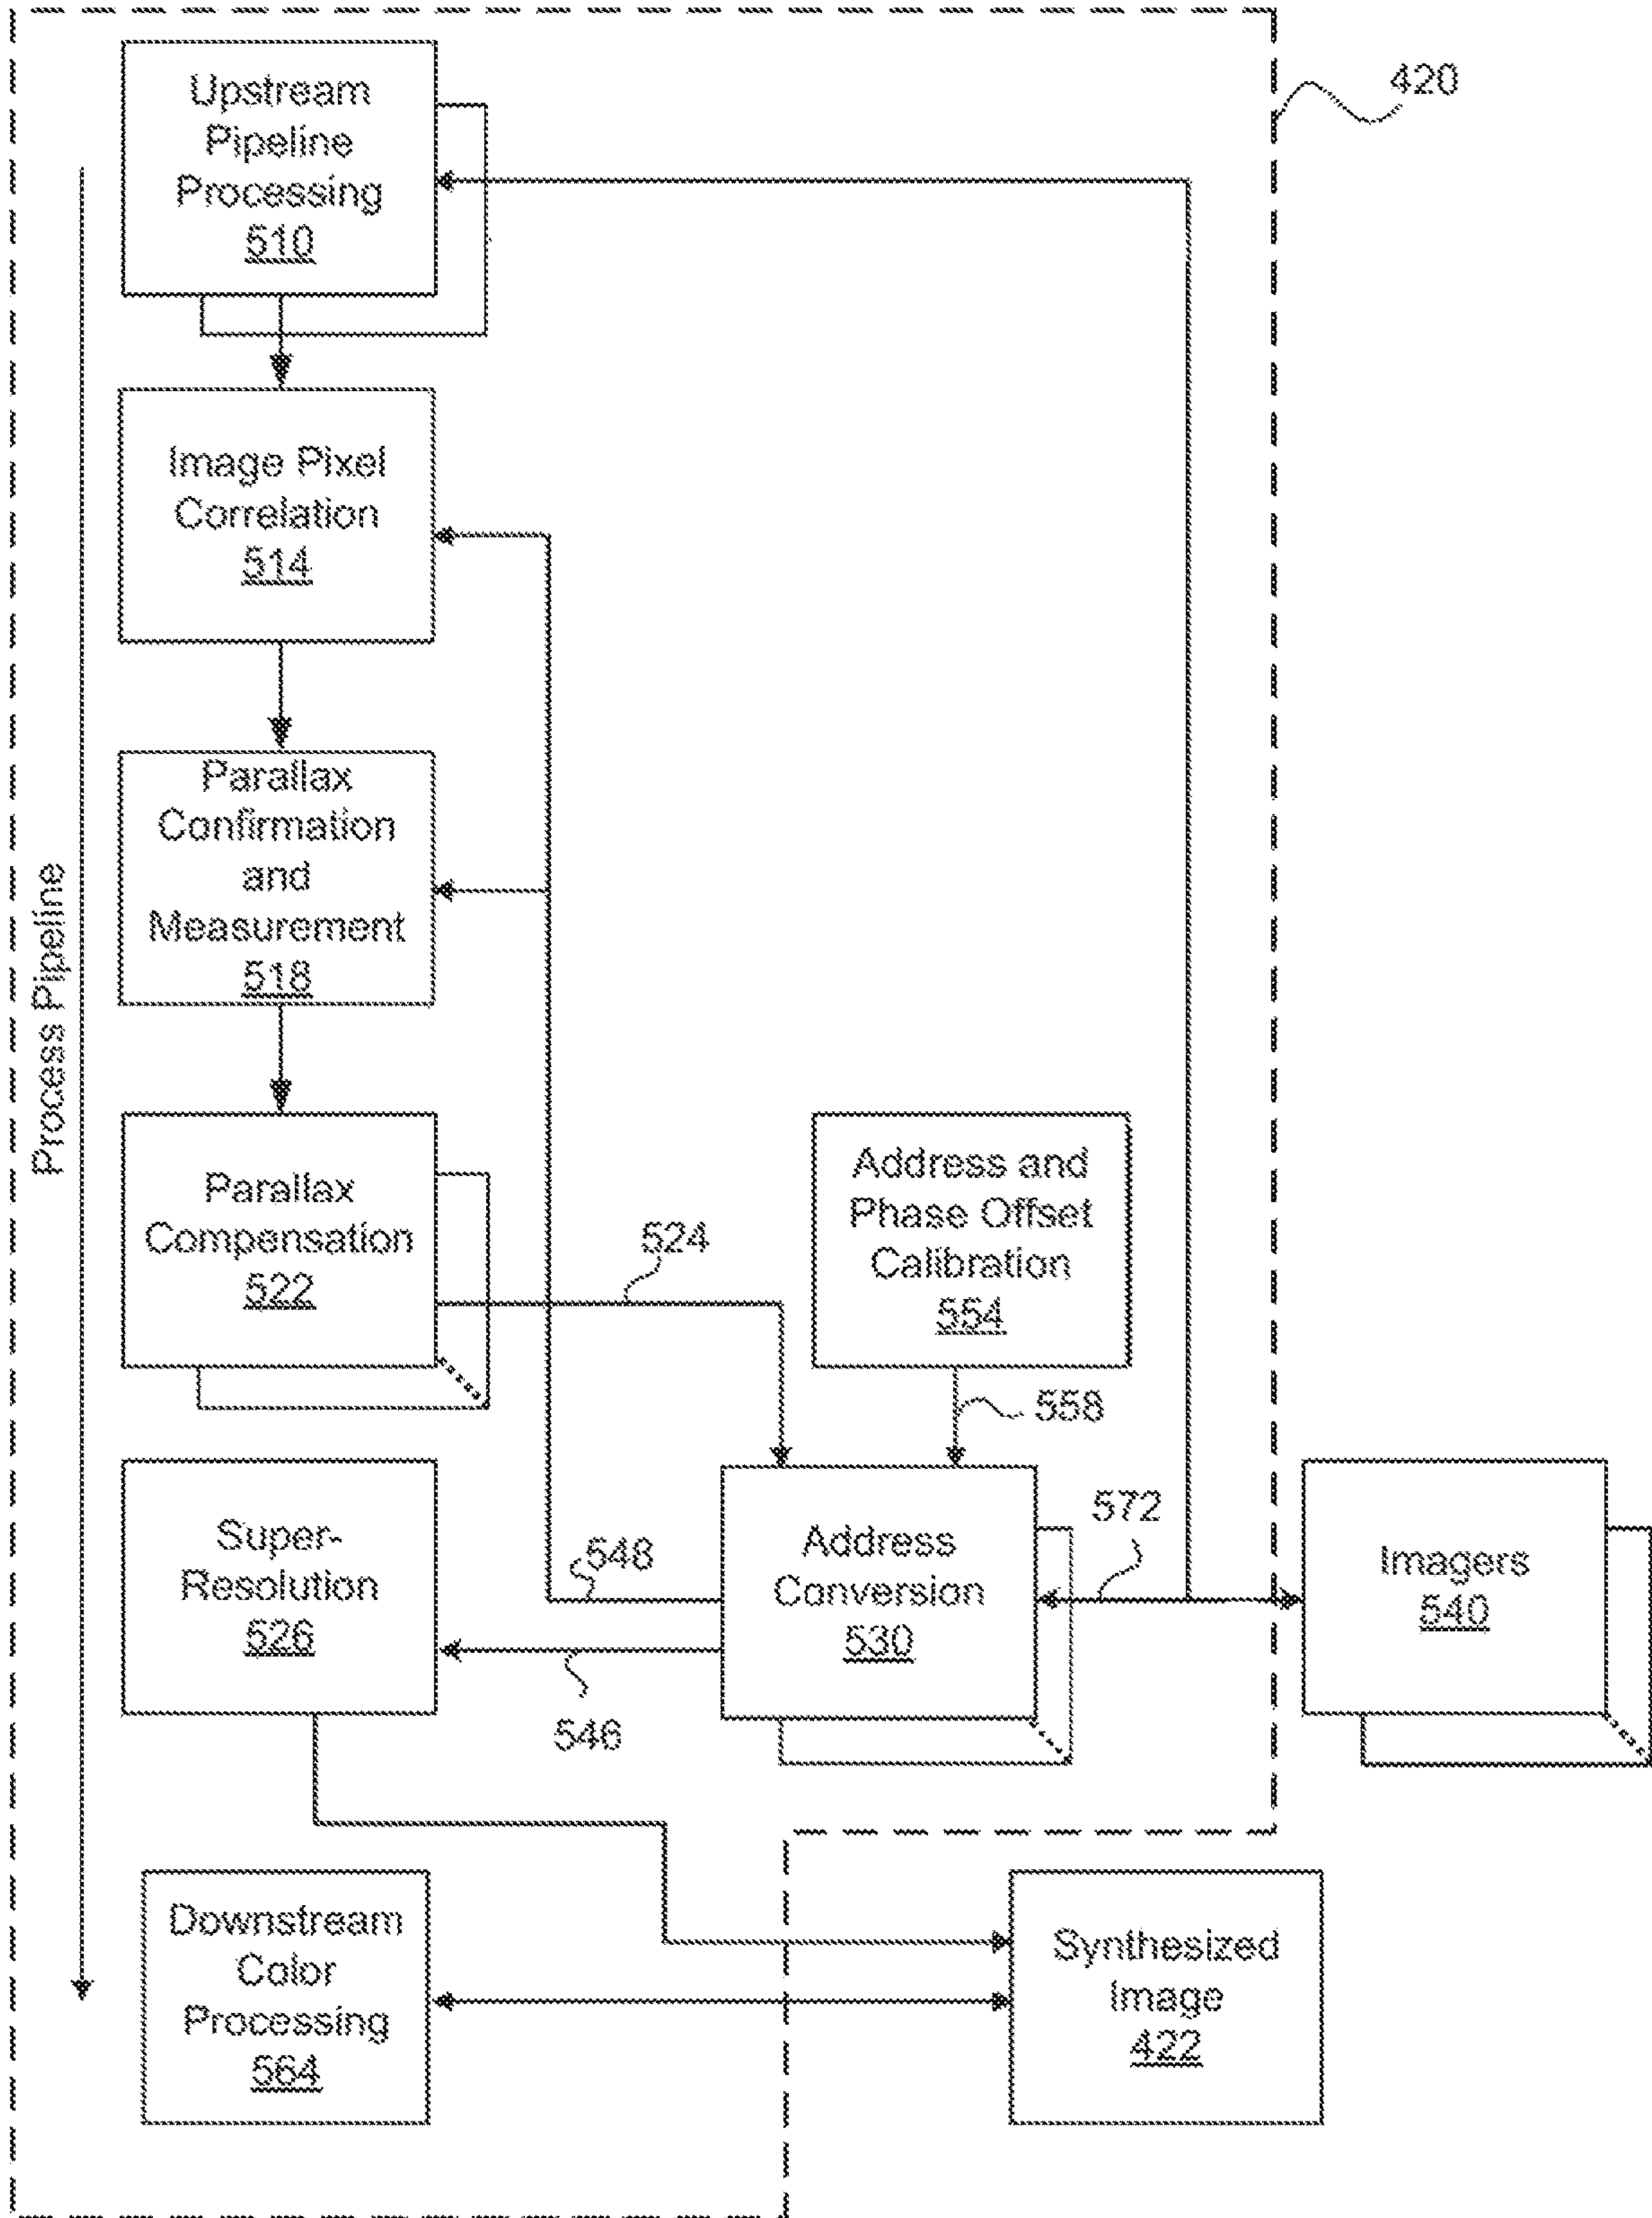 420
Upstream
Pipeline
Processing
510
Image Pixel
Correlation
514
Parallax
Confirmation
and
Measurement
518
Process Pipeline
Parallax
Compensation
522
524
Address and
Phase Offset
Calibration
554
558
Super-
Resolution
526
548
546
Address
Conversion
530
572
Imagers
540
Downstream
Color
Processing
564
Synthesized
Image
422